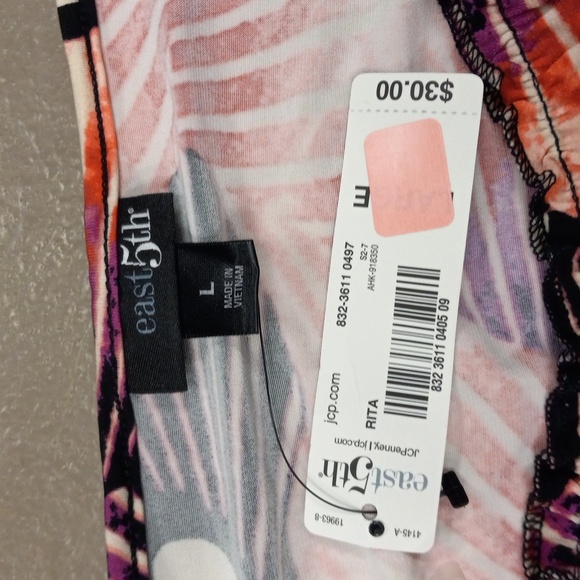 east5th®
L
MADE IN
VIETNAM
4145-A
19963-8
east5th®
JCPenney | jcp.com
RITA
jcp.com
832 3611 0405 09
832-3611 0497
AHK-918350
S2-7
$30.00